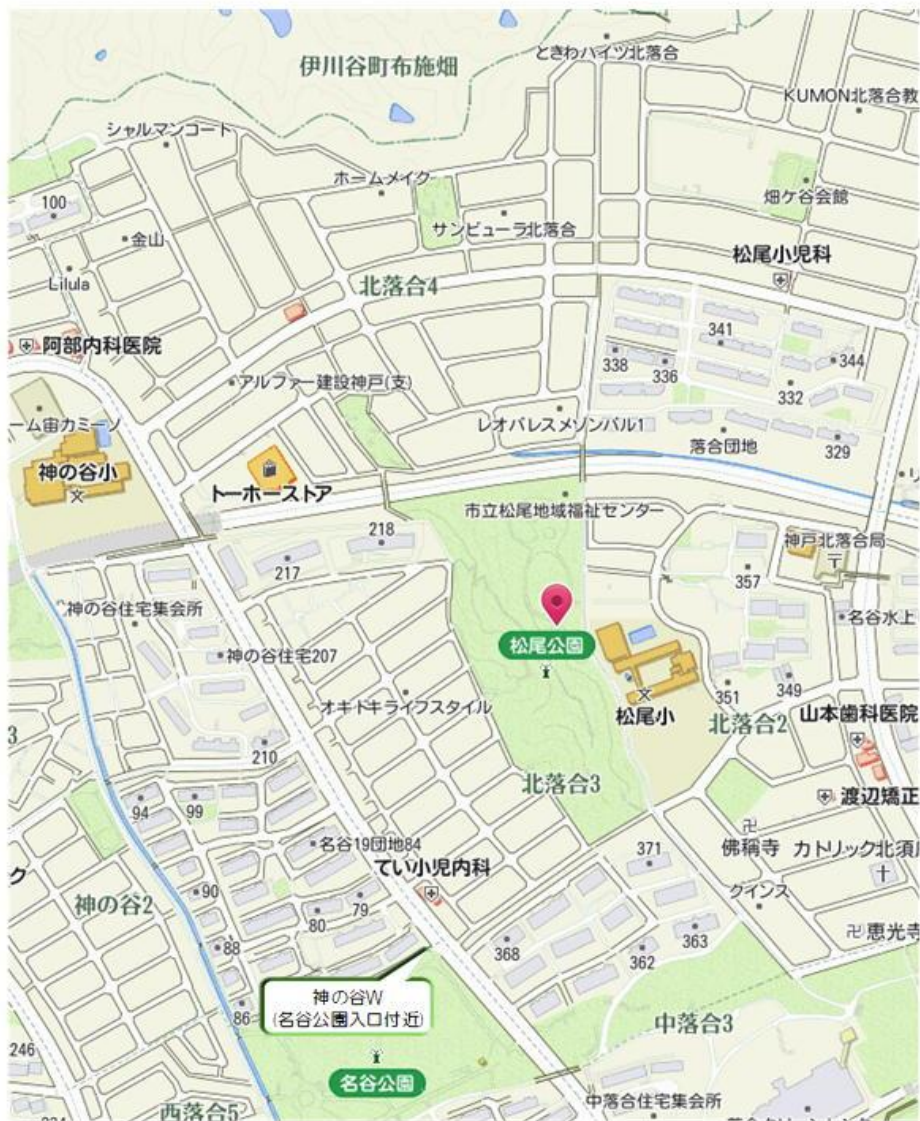 ときわハイツ北落合
伊川谷町布施畑
KUMON北落合教
シャルマンコート
ホームメイク
畑ケ谷会館
100
サンビューラ北落合
金山
松尾小児科
Lilula
北落合4
341
阿部内科医院
338
336
344
アルファー建設神戸(支)
332
ーム宙カミーノ
レオパレスメゾンパル1
落合団地
329
神の谷小
トーホーストア
市立松尾地域福祉センター
218
神戸北落合局
217
357
神の谷住宅集会所
名谷水上
松尾公園
神の谷住宅207
351
349
オキドキライフスタイル
松尾小
北落合2
山本歯科医院
3
210
北落合3
94
99
渡辺矯正
名谷19団地84
371
佛稱寺
カトリック北須
ク
てい小児内科
90
79
グインス
神の谷2
80
恵光寺
88
368
363
362
神の谷W
(名谷公園入口付近)
86
中落合3
246
名谷公園
西落合5
中落合住宅集会所